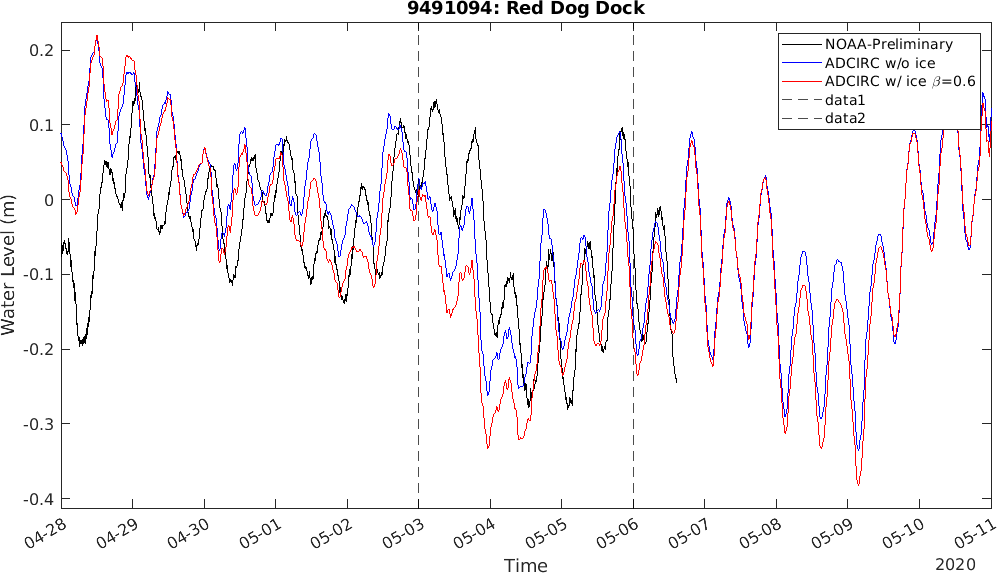 9491094: Red Dog Dock
NOAA-Preliminary
ADCIRC w/o ice
ADCIRC w/ ice β=0.6
data1
data2
0.2
0.1
0
-0.1
-0.2
-0.3
-0.4
Water Level (m)
04-28
04-29
04-30
05-01
05-02
05-03
05-04
05-05
05-06
05-07
05-08
05-09
05-10
05-11
Time
2020